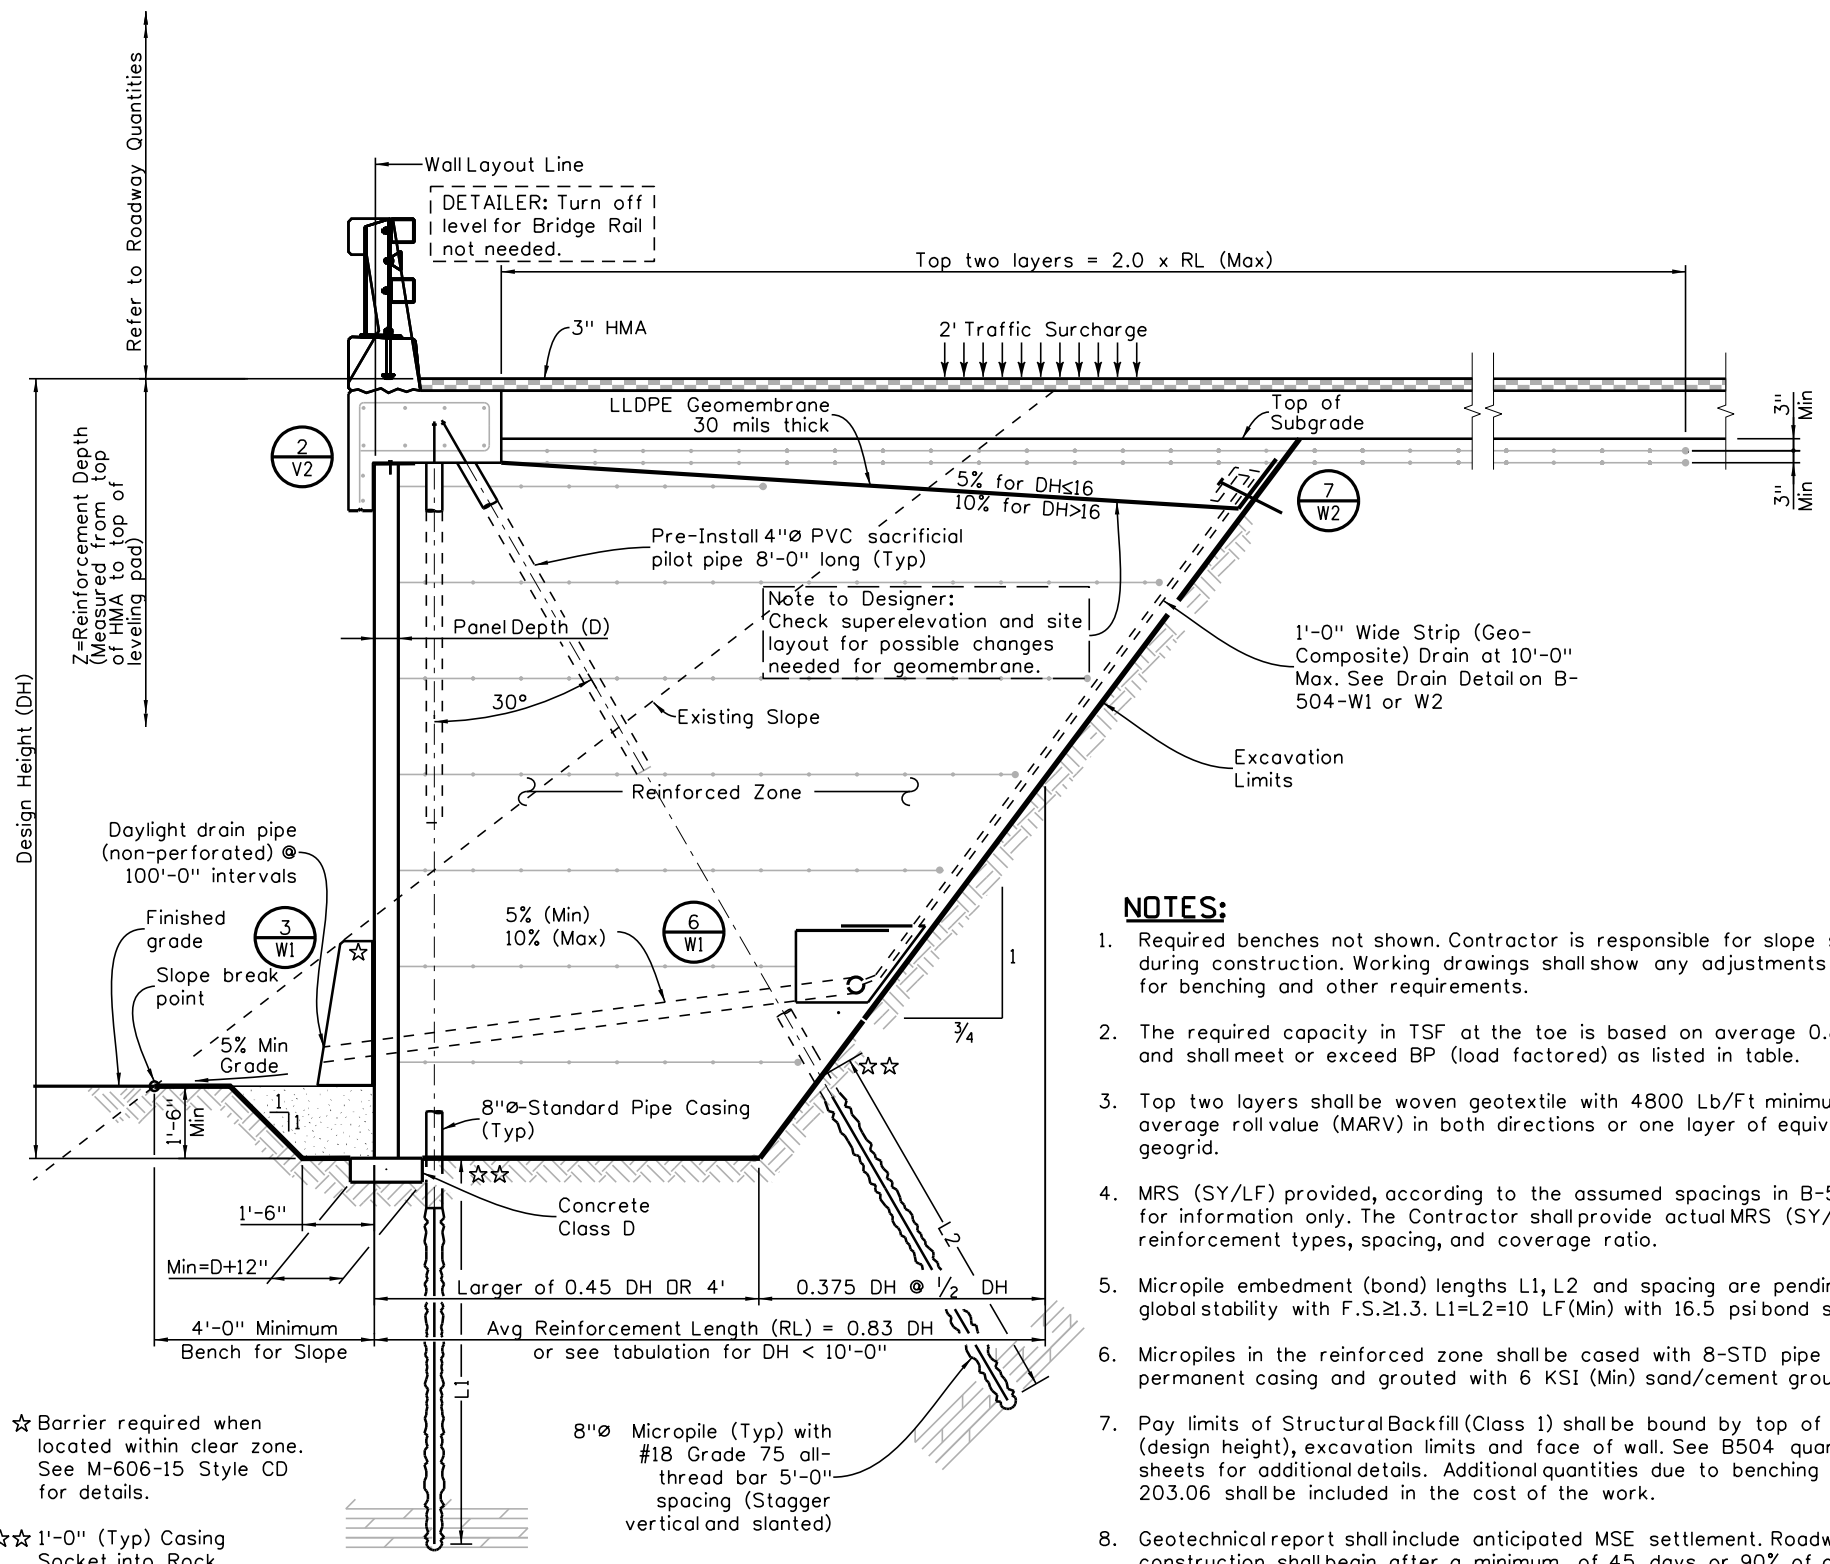 Refer to Roadway Quantities
Wall Layout Line
DETAILER: Turn off
level for Bridge Rail
not needed.
Top two layers = 2.0 x RL (Max)
3" HMA
2' Traffic Surcharge
LLDPE Geomembrane
30 mils thick
Top of
Subgrade
3"
Min
3"
Min
2
V2
5% for DH≤16
10% for DH>16
7
W2
Z=Reinforcement Depth
(Measured from top
of HMA to top of
leveling pad)
Pre-Install 4"Ø PVC sacrificial
pilot pipe 8'-0" long (Typ)
Note to Designer:
Check superelevation and site
layout for possible changes
needed for geomembrane.
Panel Depth (D)
1'-0" Wide Strip (Geo-
Composite) Drain at 10'-0"
Max. See Drain Detail on B-
504-W1 or W2
30°
Existing Slope
Design Height (DH)
Excavation
Limits
Reinforced Zone
Daylight drain pipe
(non-perforated) @
100'-0" intervals
Finished
grade
3
W1
5% (Min)
10% (Max)
6
W1
☆
Slope break
point
1
3/4
5% Min
Grade
☆☆
1'-6"
Min
1
1
8"Ø-Standard Pipe Casing
(Typ)
☆☆
Concrete
Class D
1'-6"
L2
Min=D+12"
Larger of 0.45 DH OR 4'
0.375 DH @ 1/2 DH
4'-0" Minimum
Bench for Slope
Avg Reinforcement Length (RL) = 0.83 DH
or see tabulation for DH < 10'-0"
L1
8"Ø Micropile (Typ) with
#18 Grade 75 all-
thread bar 5'-0"
spacing (Stagger
vertical and slanted)
☆ Barrier required when
located within clear zone.
See M-606-15 Style CD
for details.
☆☆ 1'-0" (Typ) Casing
Socket into Rock
NOTES:
1. Required benches not shown. Contractor is responsible for slope
during construction. Working drawings shall show any adjustments
for benching and other requirements.
2. The required capacity in TSF at the toe is based on average
and shall meet or exceed BP (load factored) as listed in table.
3. Top two layers shall be woven geotextile with 4800 Lb/Ft
average roll value (MARV) in both directions or one layer of
geogrid.
4. MRS (SY/LF) provided, according to the assumed spacings in
for information only. The Contractor shall provide actual MRS
reinforcement types, spacing, and coverage ratio.
5. Micropile embedment (bond) lengths L1, L2 and spacing are
global stability with F.S.≥1.3. L1=L2=10 LF(Min) with 16.5 psi bond
6. Micropiles in the reinforced zone shall be cased with 8-STD pipe
permanent casing and grouted with 6 KSI (Min) sand/cement
7. Pay limits of Structural Backfill (Class 1) shall be bound by top of
(design height), excavation limits and face of wall. See B504
sheets for additional details. Additional quantities due to benching
203.06 shall be included in the cost of the work.
8. Geotechnical report shall include anticipated MSE settlement.
construction shall begin after a minimum of 45 days or 90% of